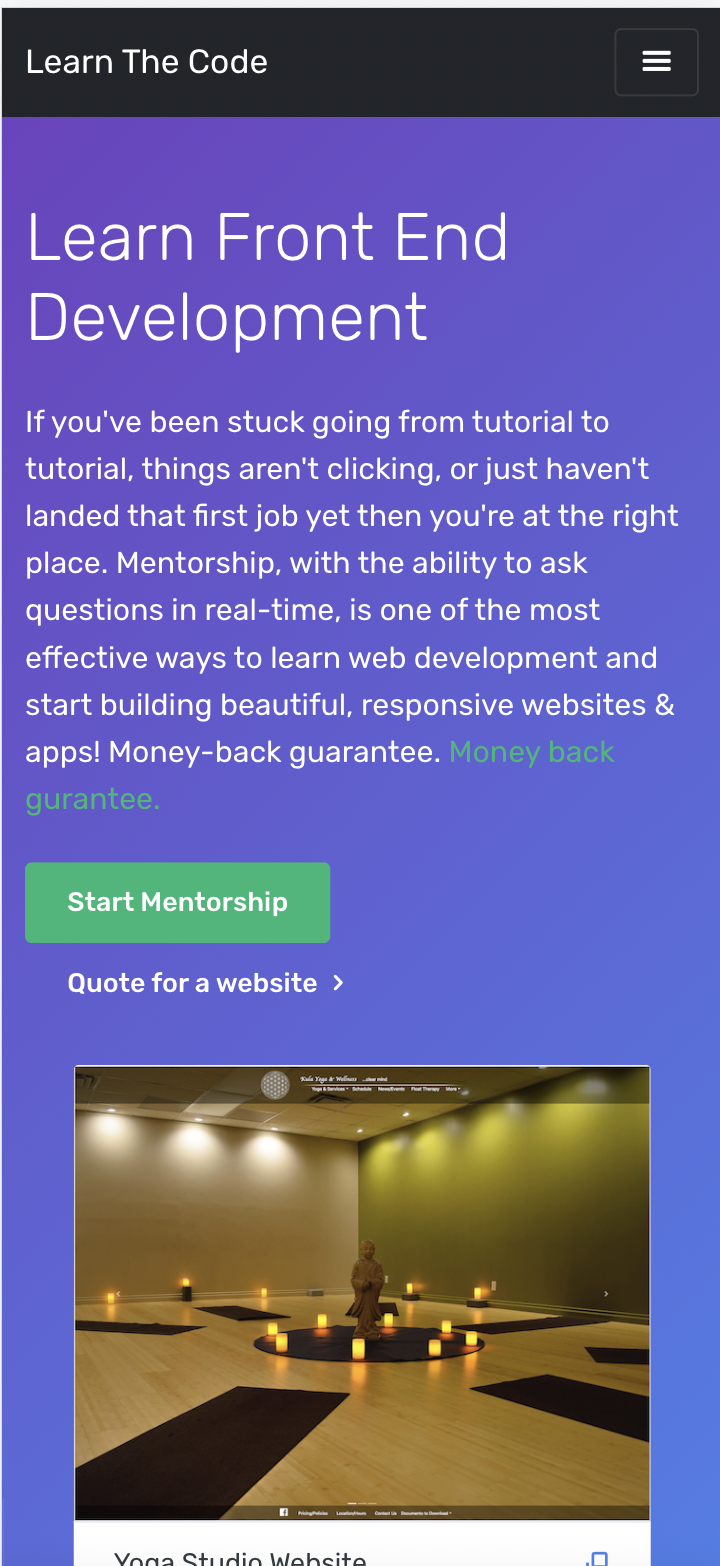 Learn The Code
Learn Front End
Development
If you've been stuck going from tutorial to
tutorial, things aren't clicking, or just haven't
landed that first job yet then you're at the right
place. Mentorship, with the ability to ask
questions in real-time, is one of the most
effective ways to learn web development and
start building beautiful, responsive websites &
apps! Money-back guarantee. Money back
gurantee.
Start Mentorship
Quote for a website
Kula Yoga & Wellness ...clear mind
Yoga & Services Schedule News/Events Float Therapy More
Pricing/Policies Location/Hours Contact Us Documents to Download
Yoga Studio Website